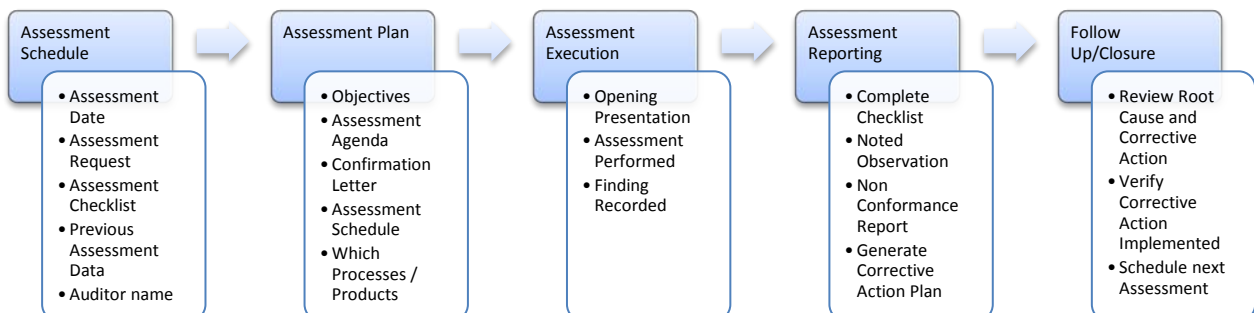 Assessment
Schedule
• Assessment
Date
• Assessment
Request
• Assessment
Checklist
• Previous
Assessment
Data
• Auditor name
Assessment Plan
• Objectives
• Assessment
Agenda
• Confirmation
Letter
• Assessment
Schedule
• Which
Processes /
Products
Assessment
Execution
• Opening
Presentation
• Assessment
Performed
• Finding
Recorded
Assessment
Reporting
• Complete
Checklist
• Noted
Observation
• Non
Conformance
Report
• Generate
Corrective
Action Plan
Follow
Up/Closure
• Review Root
Cause and
Corrective
Action
• Verify
Corrective
Action
Implemented
• Schedule next
Assessment